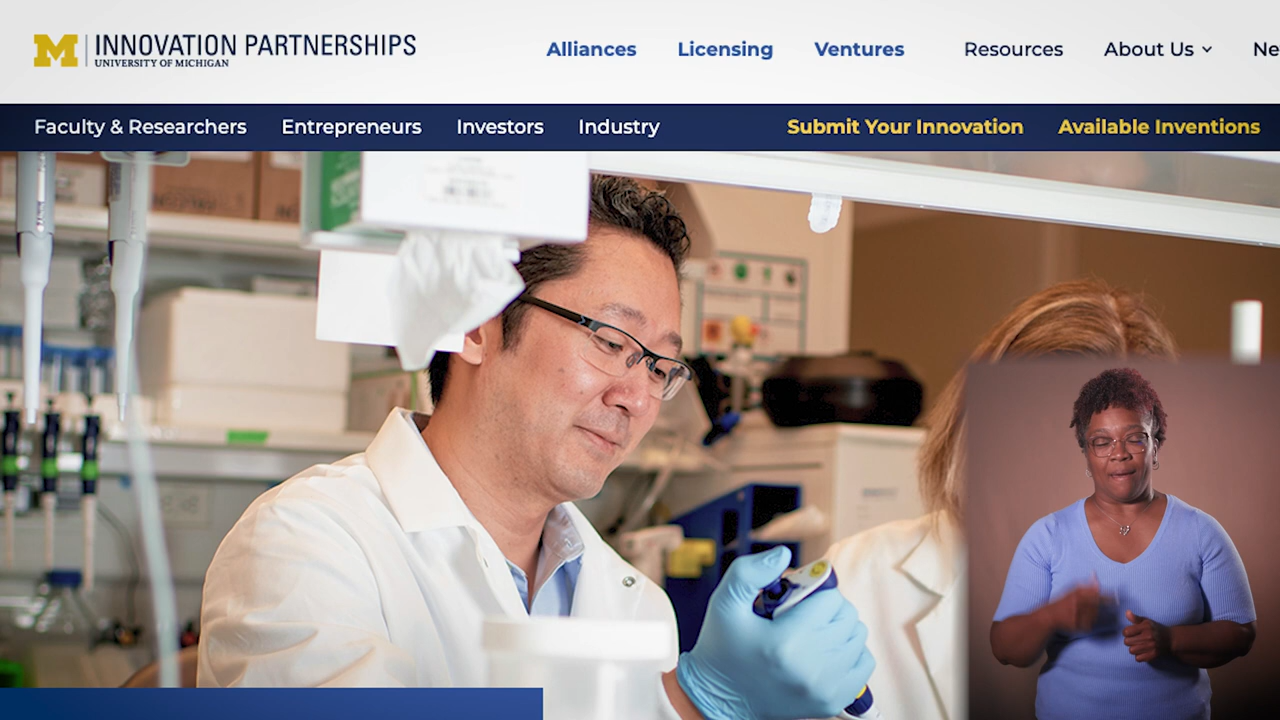 M INNOVATION PARTNERSHIPS
UNIVERSITY OF MICHIGAN
Alliances Licensing Ventures Resources About Us Ne
Faculty & Researchers Entrepreneurs Investors Industry Submit Your Innovation Available Inventions